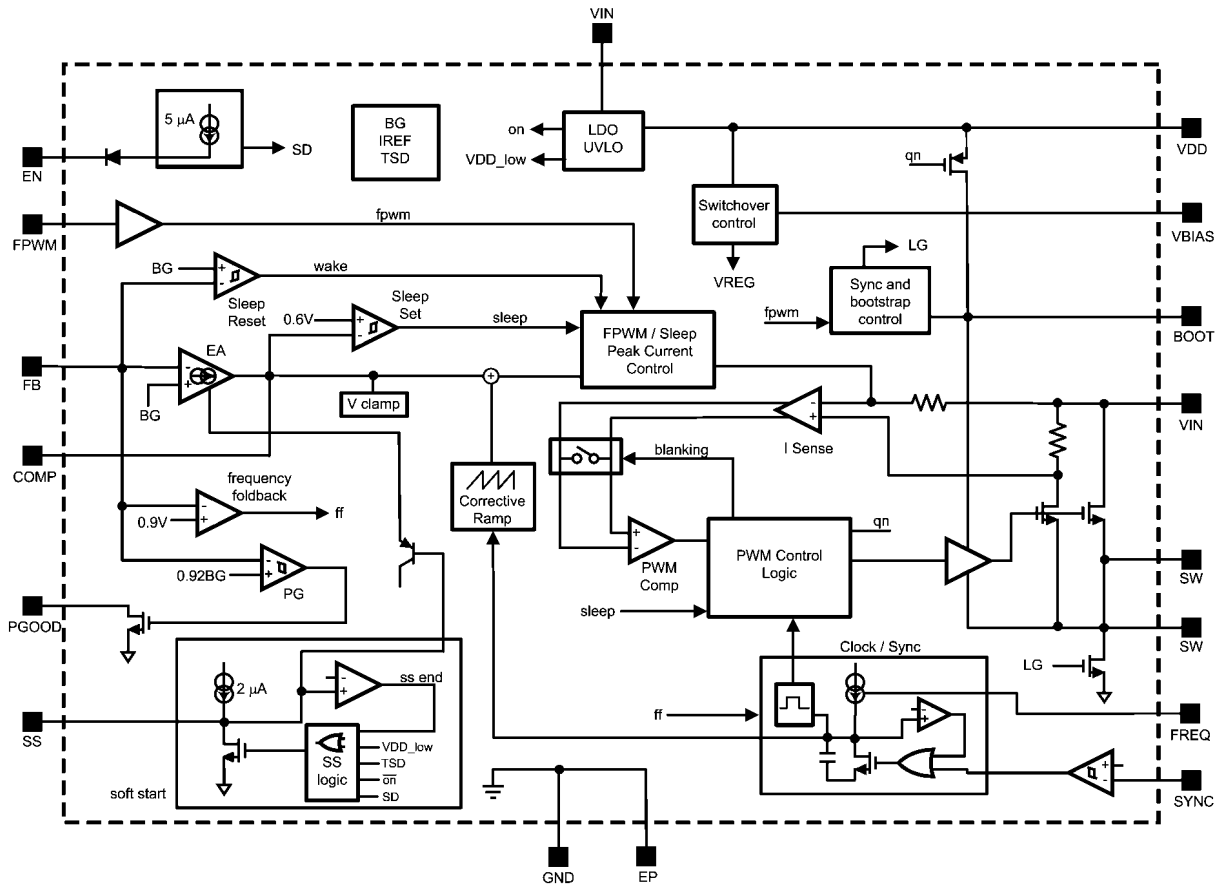 VIN
5 µA
SD
EN
BG
IREF
TSD
on
VDD_low
LDO
UVLO
VDD
qn
FPWM
fpwm
Switchover
control
VREG
VBIAS
LG
Sync and
bootstrap
control
fpwm
BOOT
BG
+
-
wake
Sleep
Reset
0.6V
+
-
Sleep
Set
sleep
FPWM / Sleep
Peak Current
Control
FB
EA
-
+
BG
V clamp
+
-
+
I Sense
VIN
COMP
blanking
frequency
foldback
0.9V
-
+
ff
Corrective
Ramp
+
-
PWM
Comp
PWM Control
Logic
qn
0.92BG
-
+
PG
SW
PGOOD
sleep
SW
LG
Clock / Sync
2 µA
-
+
ss end
SS
ff
-
+
FREQ
SS
logic
VDD_low
TSD
on
SD
soft start
+
-
SYNC
GND
EP